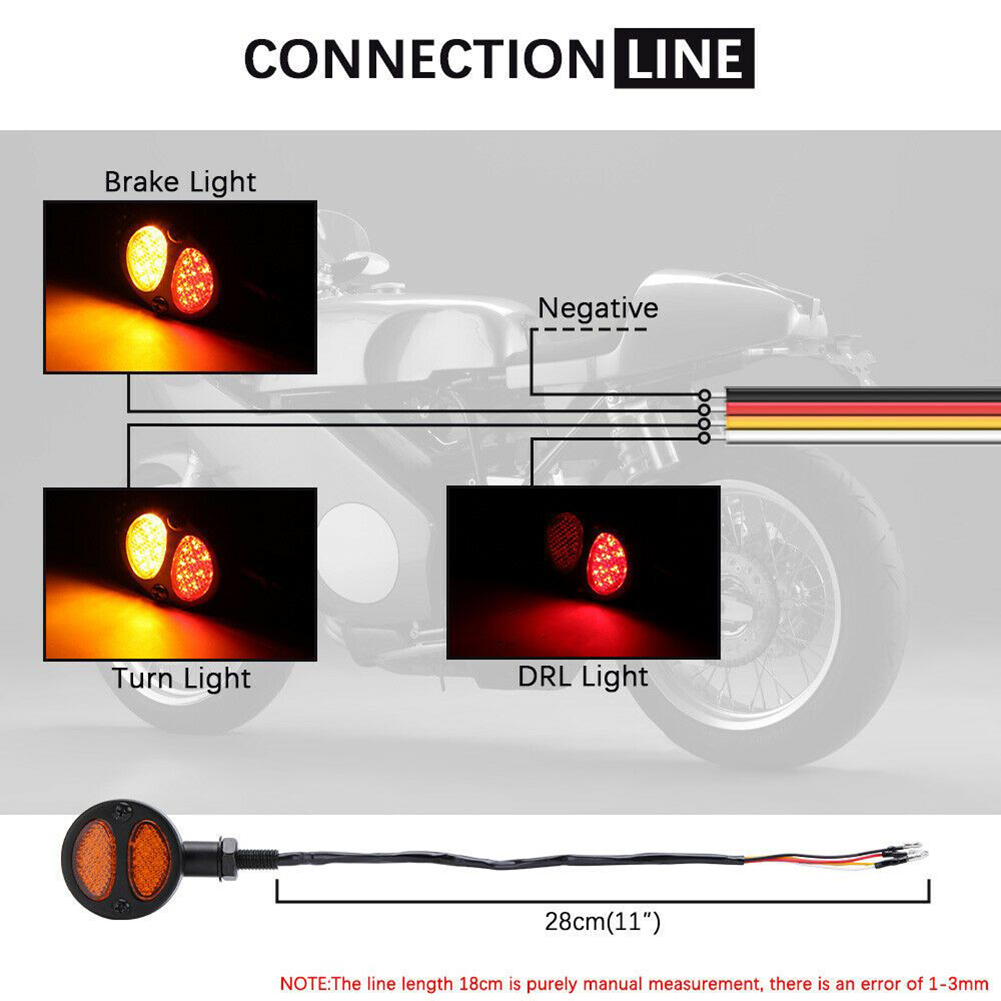 CONNECTION LINE
Brake Light
Negative
Turn Light
DRL Light
28cm(11”)
NOTE:The line length 18cm is purely manual measurement, there is an error of 1-3mm